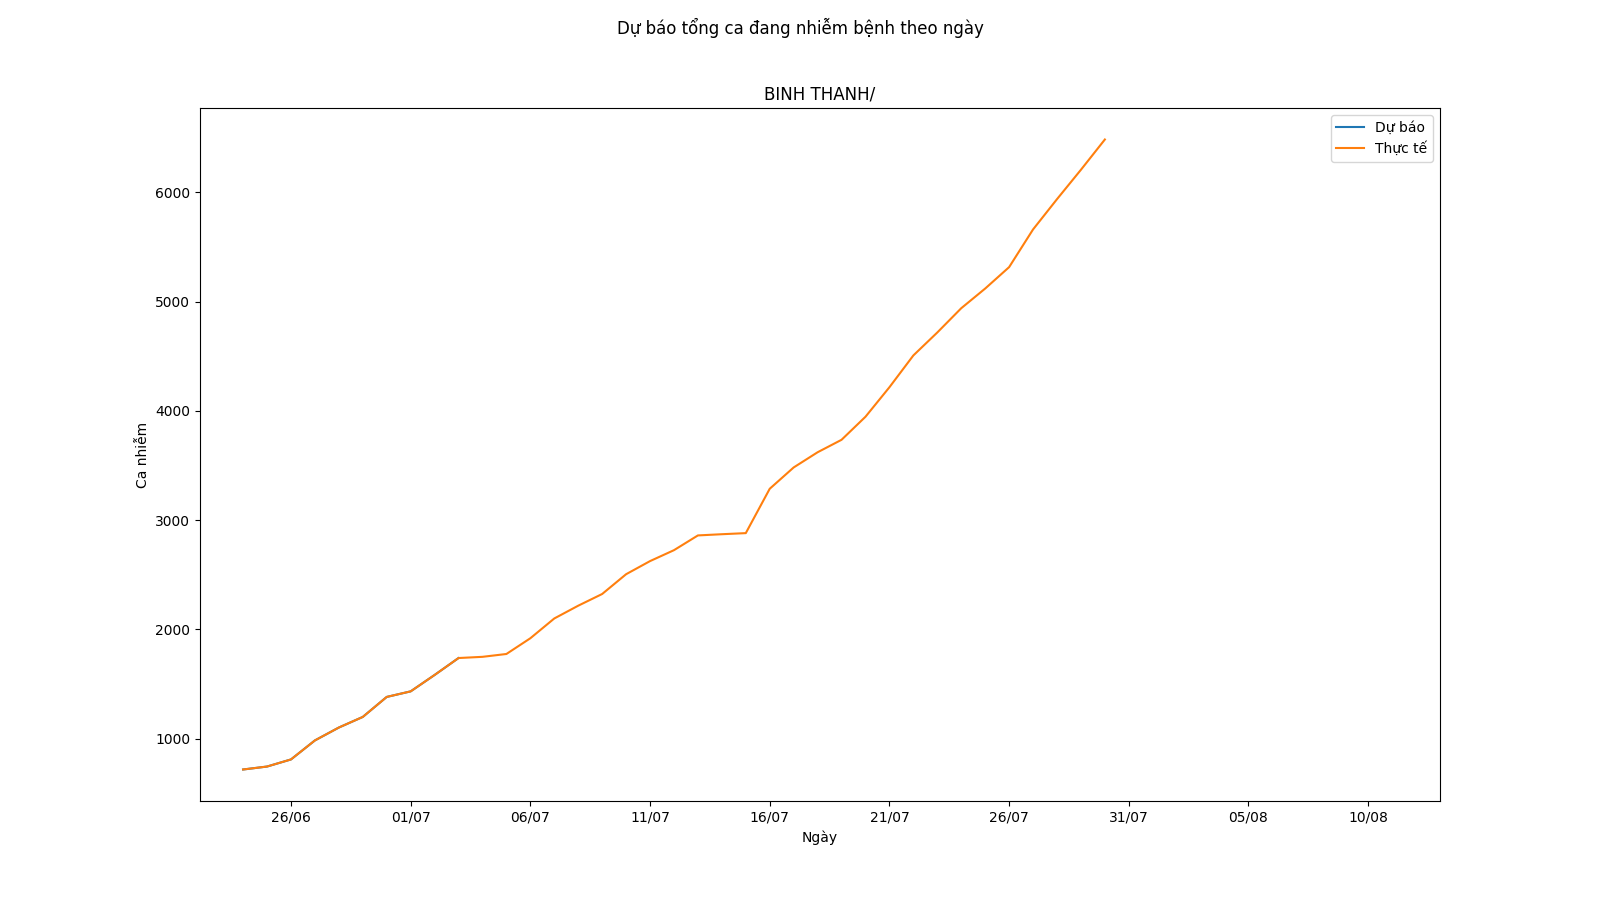 Dự báo tổng ca đang nhiễm bệnh theo ngày
BINH THANH/
Dự báo
Thực tế
Ca nhiễm
6000
5000
4000
3000
2000
1000
26/06 01/07 06/07 11/07 16/07 21/07 26/07 31/07 05/08 10/08
Ngày